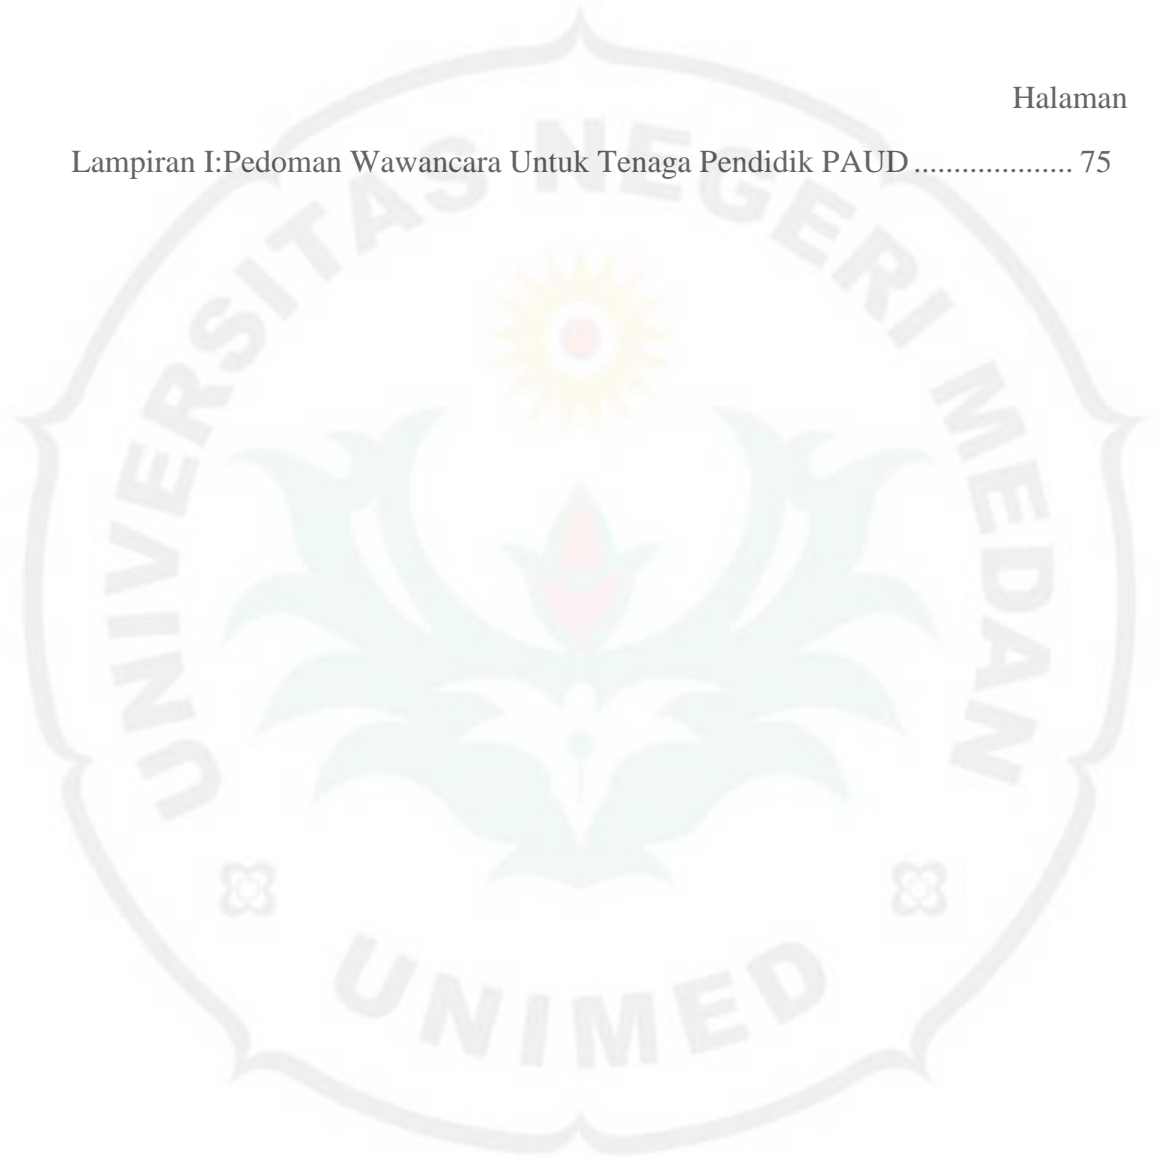 Halaman
Lampiran I:Pedoman Wawancara Untuk Tenaga Pendidik PAUD .................... 75
UNIVERSITAS NEGERI MEDAN
UNIMED